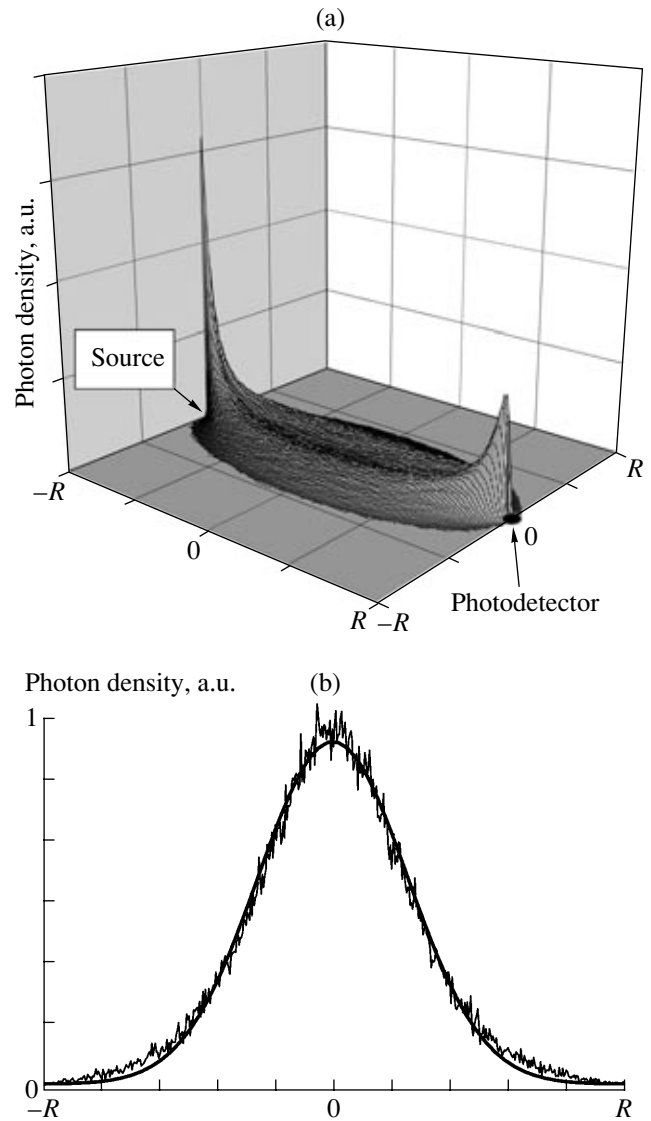 (a)
Photon density, a.u.
Source
–R
0
R
–R
0
R
Photodetector
Photon density, a.u.
(b)
1
0
–R
0
R